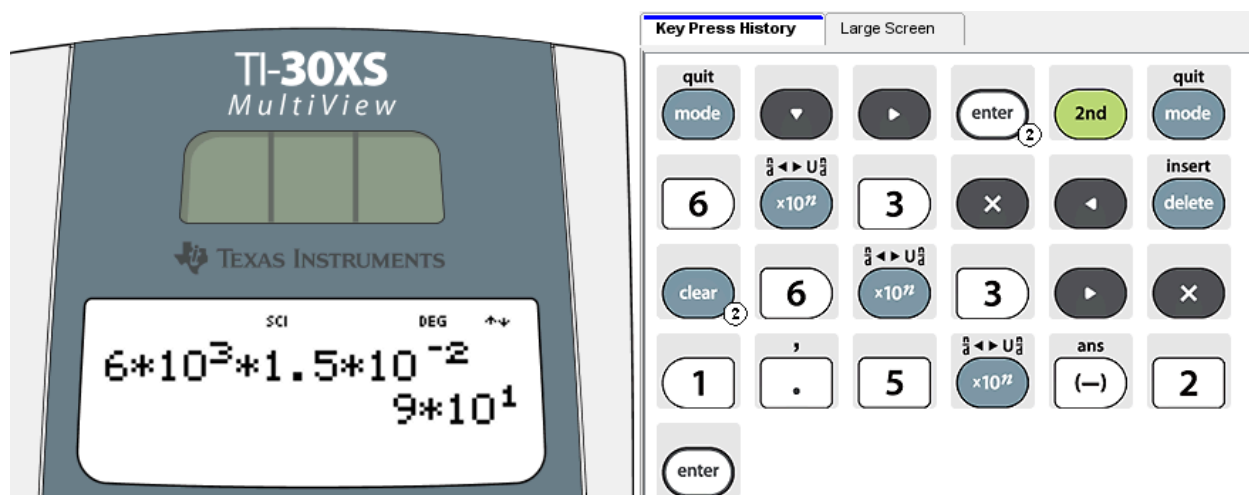 TI-30XS
MultiView
TEXAS INSTRUMENTS
SCI DEG
6*10³*1.5*10⁻²
9*10¹
Key Press History Large Screen
quit quit
mode enter 2 2nd mode
insert
6 ×10ⁿ 3 × delete
clear 2 6 ×10ⁿ 3 ×
, ans
1 . 5 ×10ⁿ (−) 2
enter